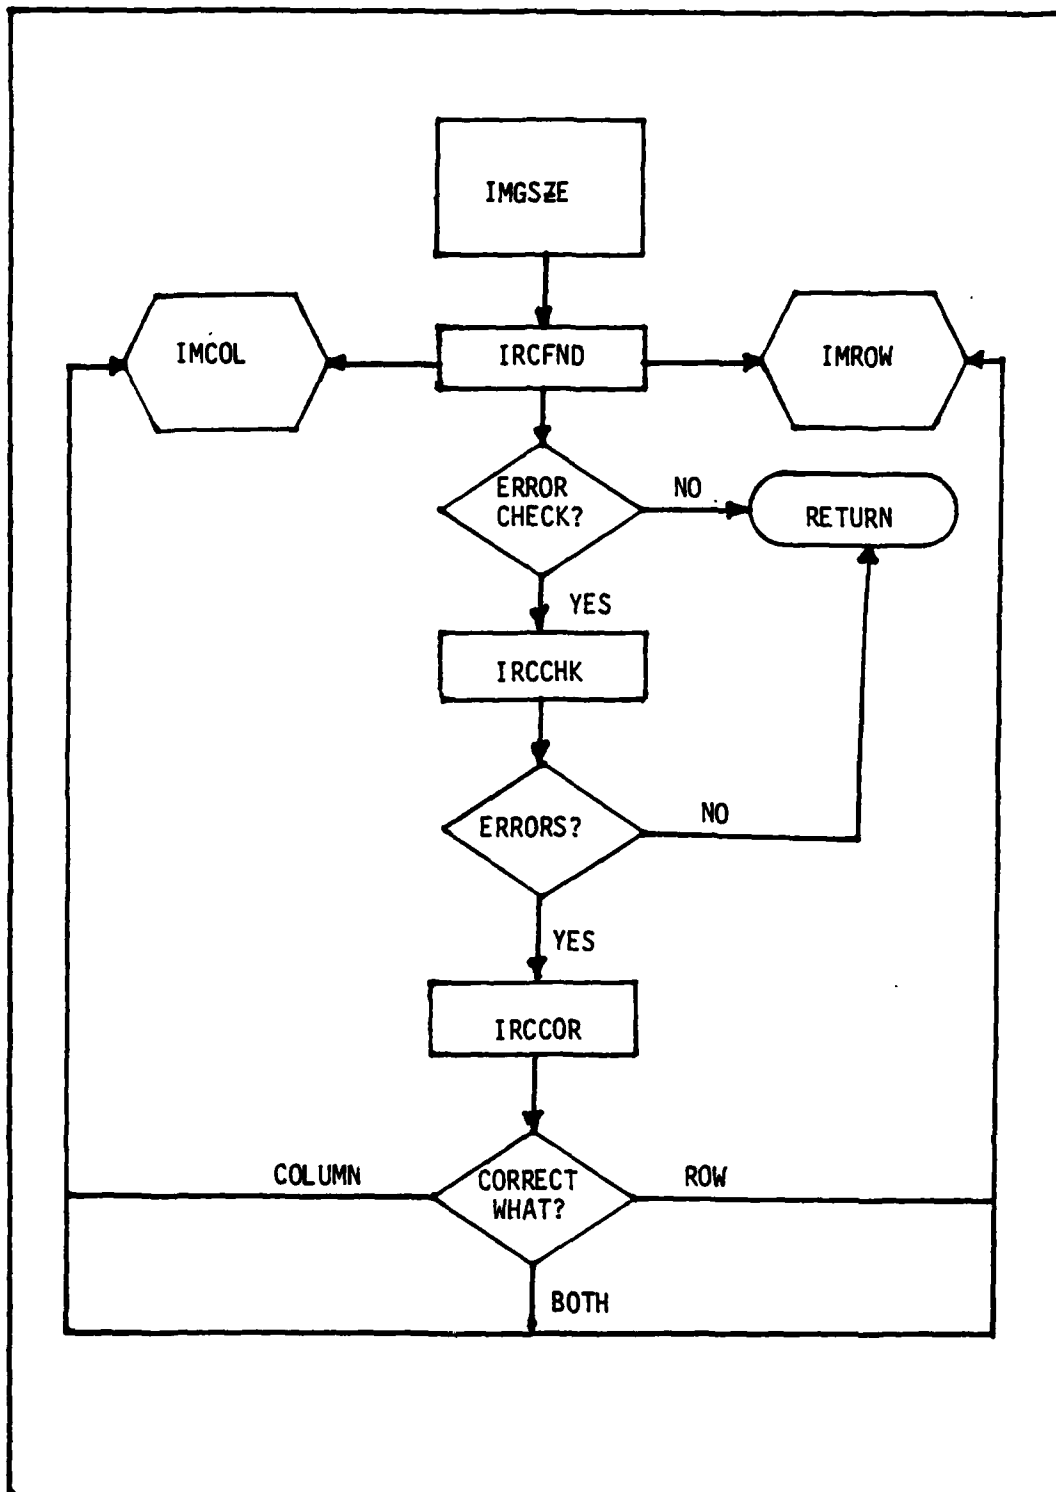 IMGSZE
IMCOL
IRCFND
IMROW
ERROR
CHECK?
NO
RETURN
YES
IRCCHK
ERRORS?
NO
YES
IRCCOR
COLUMN
CORRECT
WHAT?
ROW
BOTH